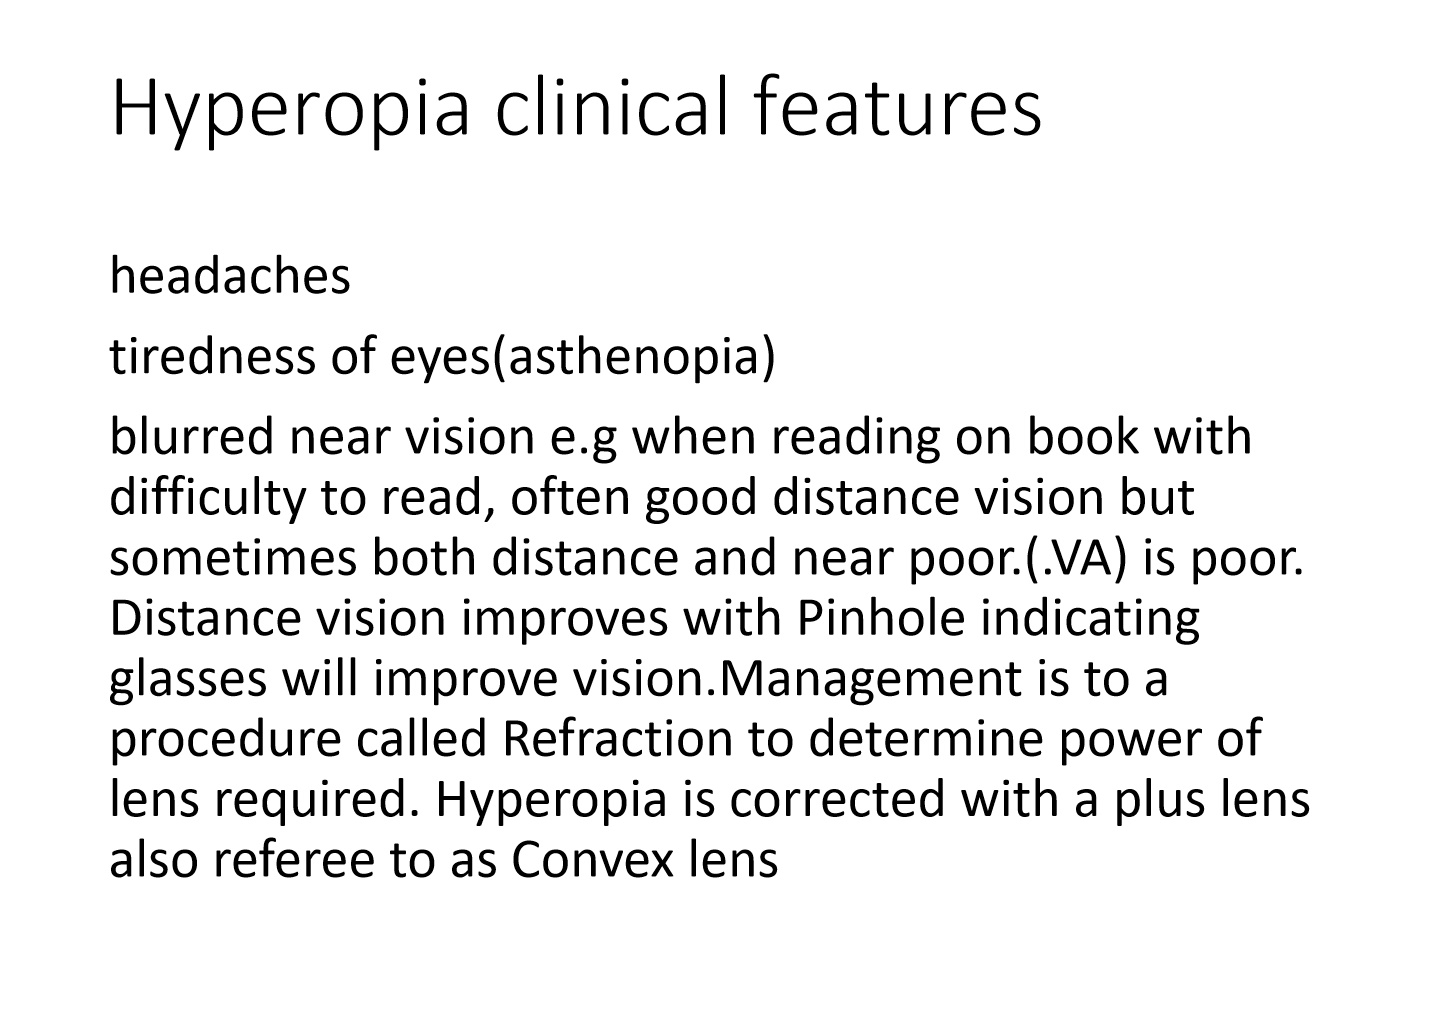 Hyperopia clinical features
headaches
tiredness of eyes(asthenopia)
blurred near vision e.g when reading on book with
difficulty to read, often good distance vision but
sometimes both distance and near poor.(.VA) is poor.
Distance vision improves with Pinhole indicating
glasses will improve vision.Management is to a
procedure called Refraction to determine power of
lens required. Hyperopia is corrected with a plus lens
also referee to as Convex lens